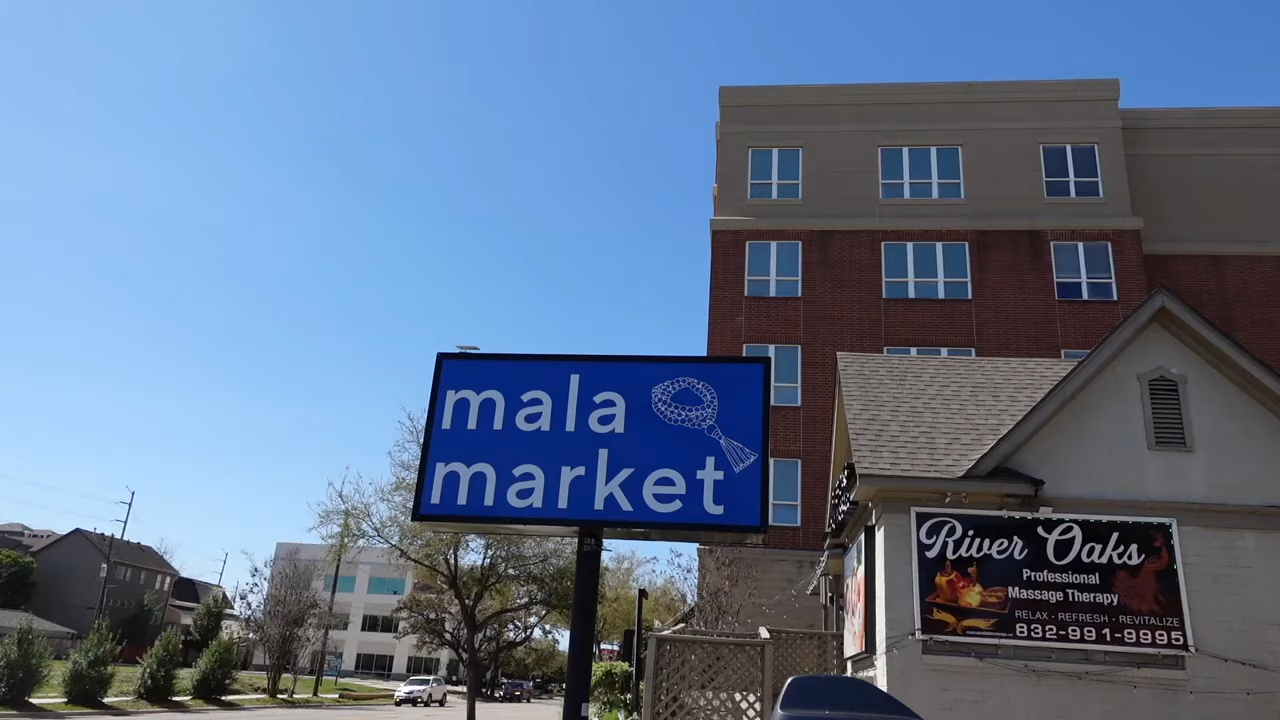 mala
market
River Oaks
Professional
Massage Therapy
RELAX • REFRESH • REVITALIZE
832-991-9995